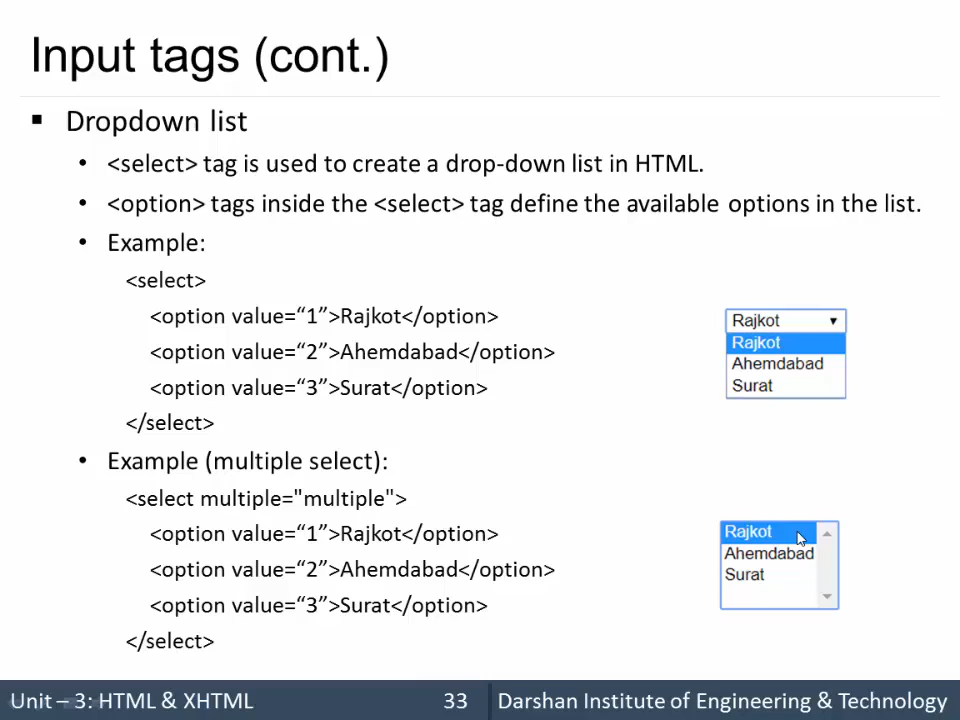 Input tags (cont.)
▪ Dropdown list
• <select> tag is used to create a drop-down list in HTML.
• <option> tags inside the <select> tag define the available options in the list.
• Example:
<select>
<option value=“1”>Rajkot</option>
<option value=“2”>Ahemdabad</option>
<option value=“3”>Surat</option>
</select>
Rajkot ▼
Rajkot
Ahemdabad
Surat
• Example (multiple select):
<select multiple="multiple">
<option value=“1”>Rajkot</option>
<option value=“2”>Ahemdabad</option>
<option value=“3”>Surat</option>
</select>
Rajkot
Ahemdabad
Surat
Unit – 3: HTML & XHTML 33 Darshan Institute of Engineering & Technology